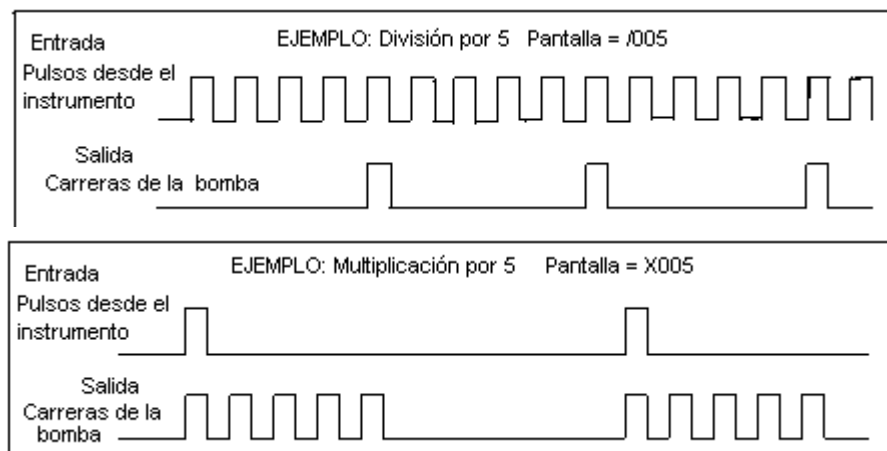 Entrada
EJEMPLO: División por 5 Pantalla = /005
Pulsos desde el
instrumento
Salida
Carreras de la bomba
Entrada
EJEMPLO: Multiplicación por 5 Pantalla = X005
Pulsos desde el
instrumento
Salida
Carreras de la
bomba